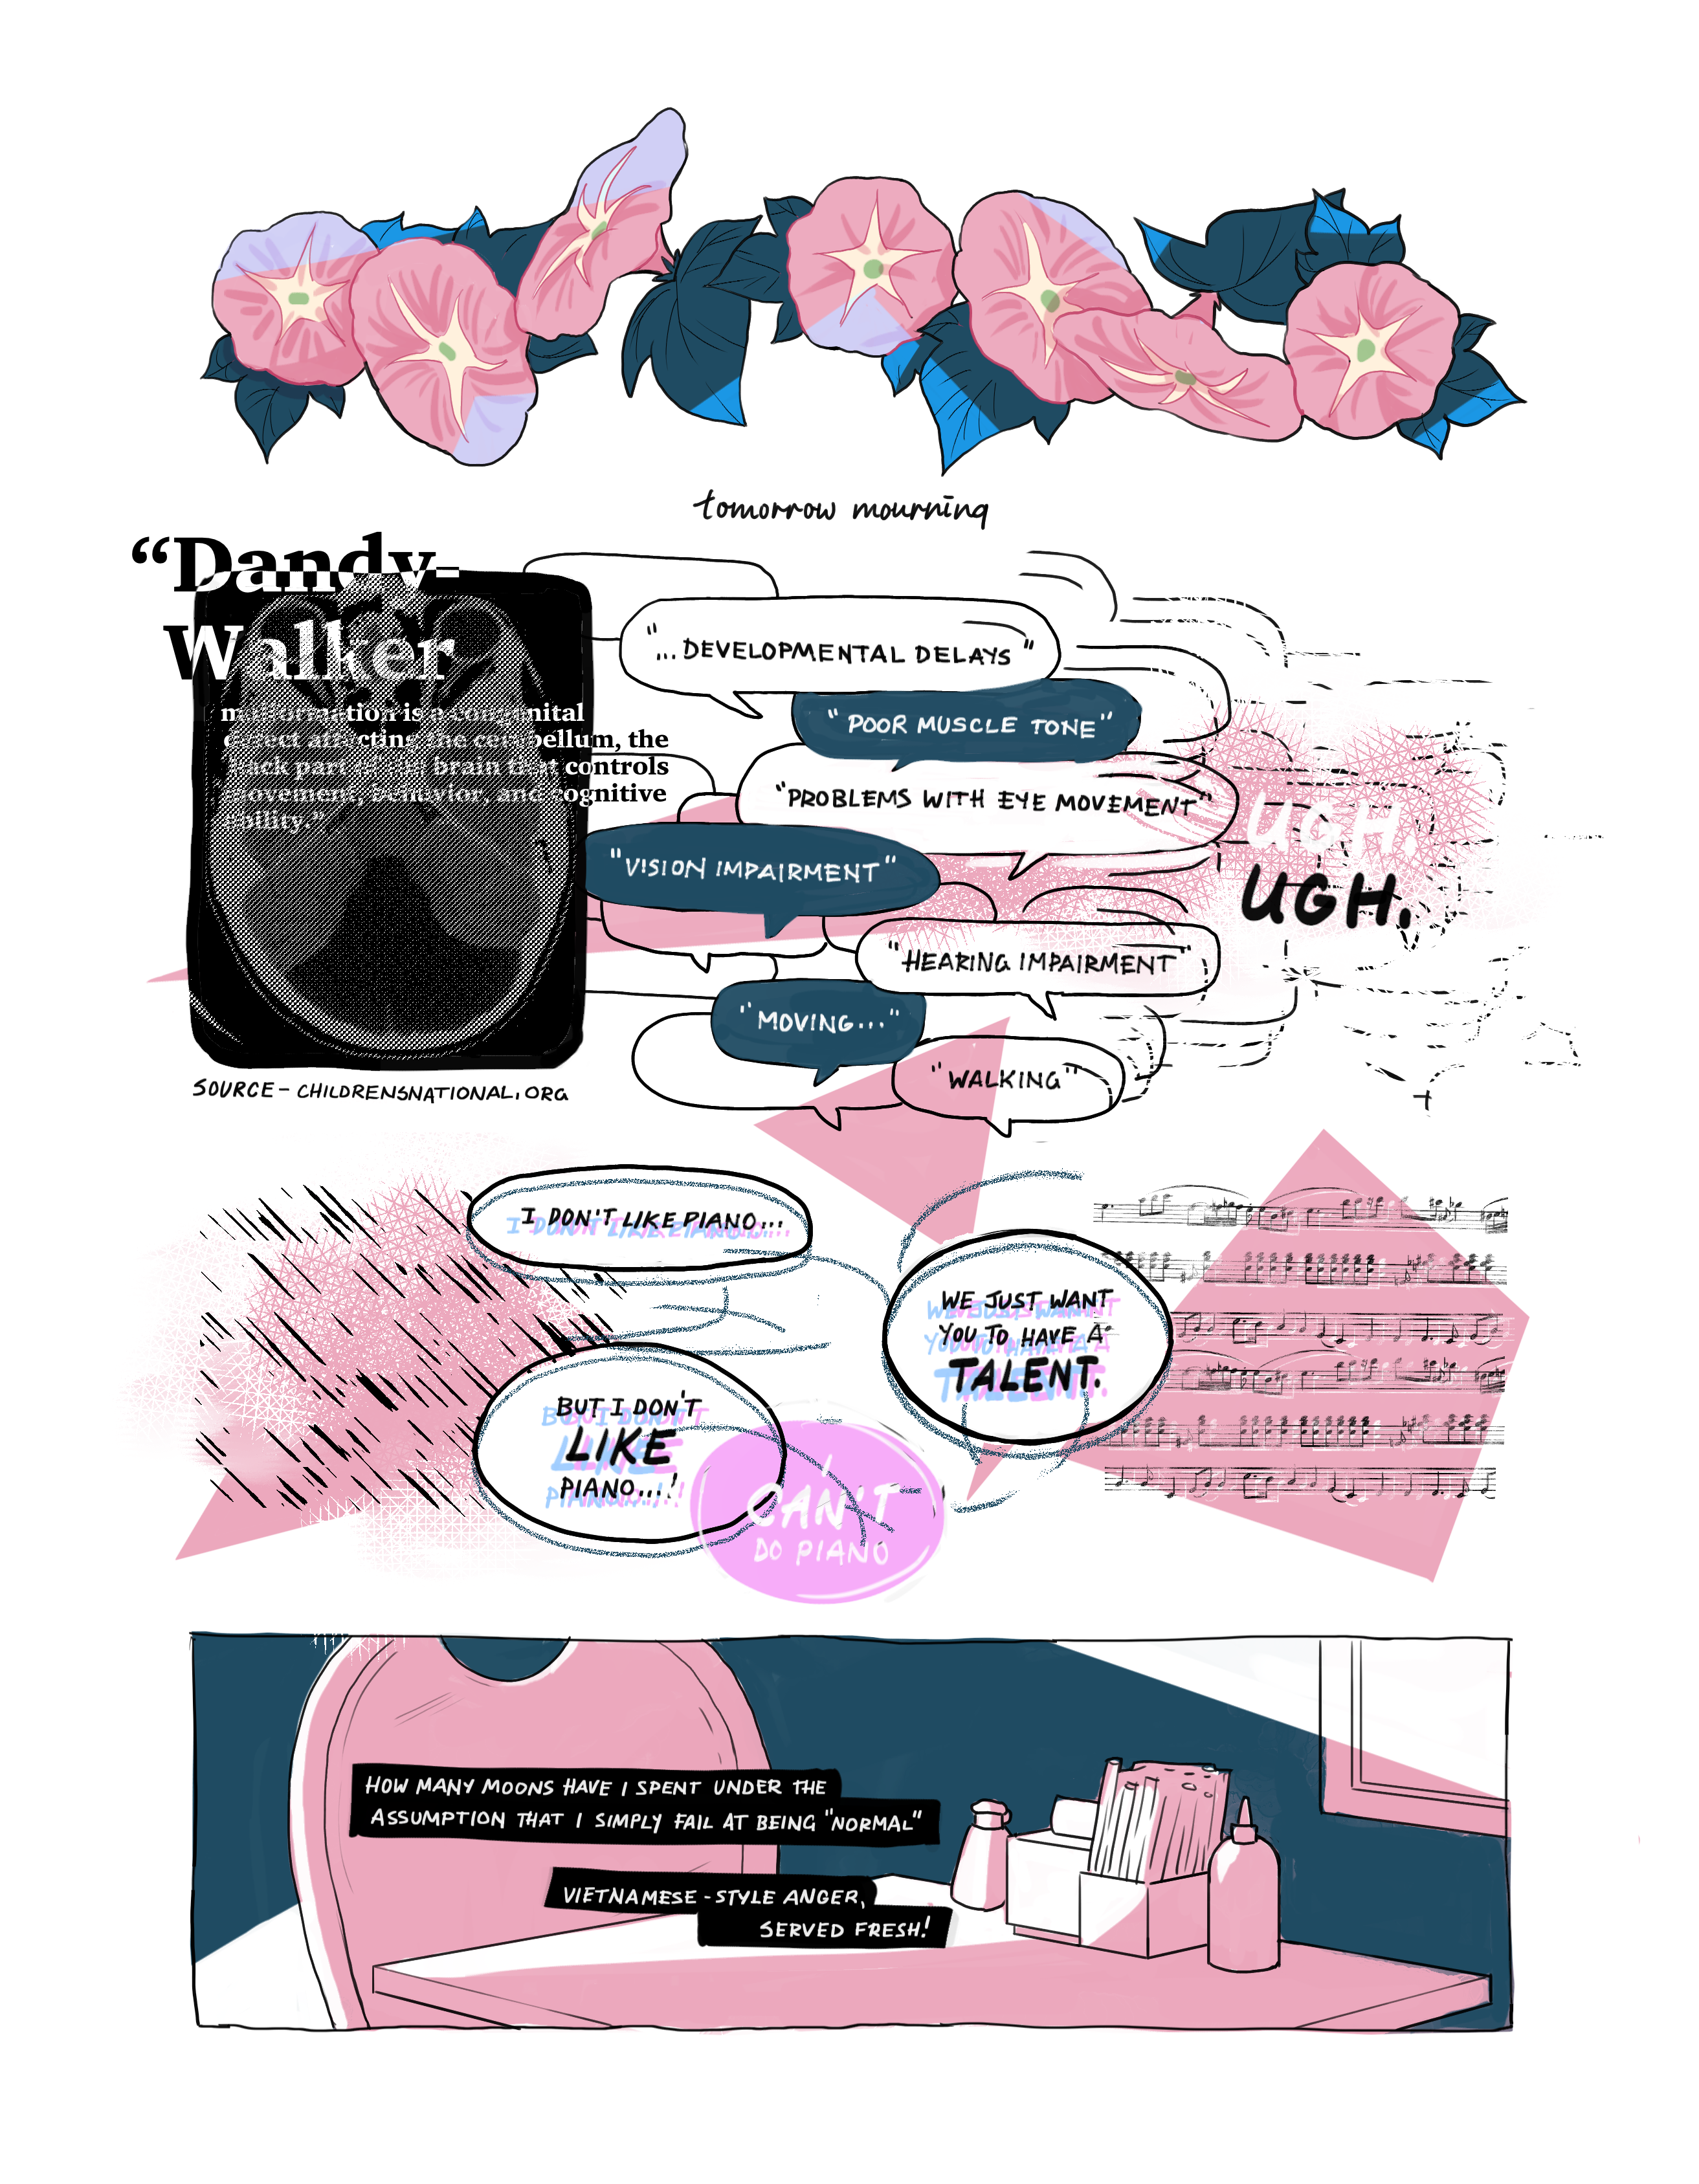 tomorrow mourning
“Dandy-
Walker
malformation is a congenital
defect affecting the cerebellum, the
back part of the brain that controls
movement, behavior, and cognitive
ability.”
SOURCE - CHILDRENSNATIONAL.ORG
"...DEVELOPMENTAL DELAYS"
"POOR MUSCLE TONE"
"PROBLEMS WITH EYE MOVEMENT"
"VISION IMPAIRMENT"
"HEARING IMPAIRMENT"
"MOVING..."
"WALKING"
UGH.
UGH.
I DON'T LIKE PIANO...
WE JUST WANT
YOU TO HAVE A
TALENT.
BUT I DON'T
LIKE
PIANO...!
I
CAN'T
DO PIANO
HOW MANY MOONS HAVE I SPENT UNDER THE
ASSUMPTION THAT I SIMPLY FAIL AT BEING "NORMAL"
VIETNAMESE-STYLE ANGER,
SERVED FRESH!